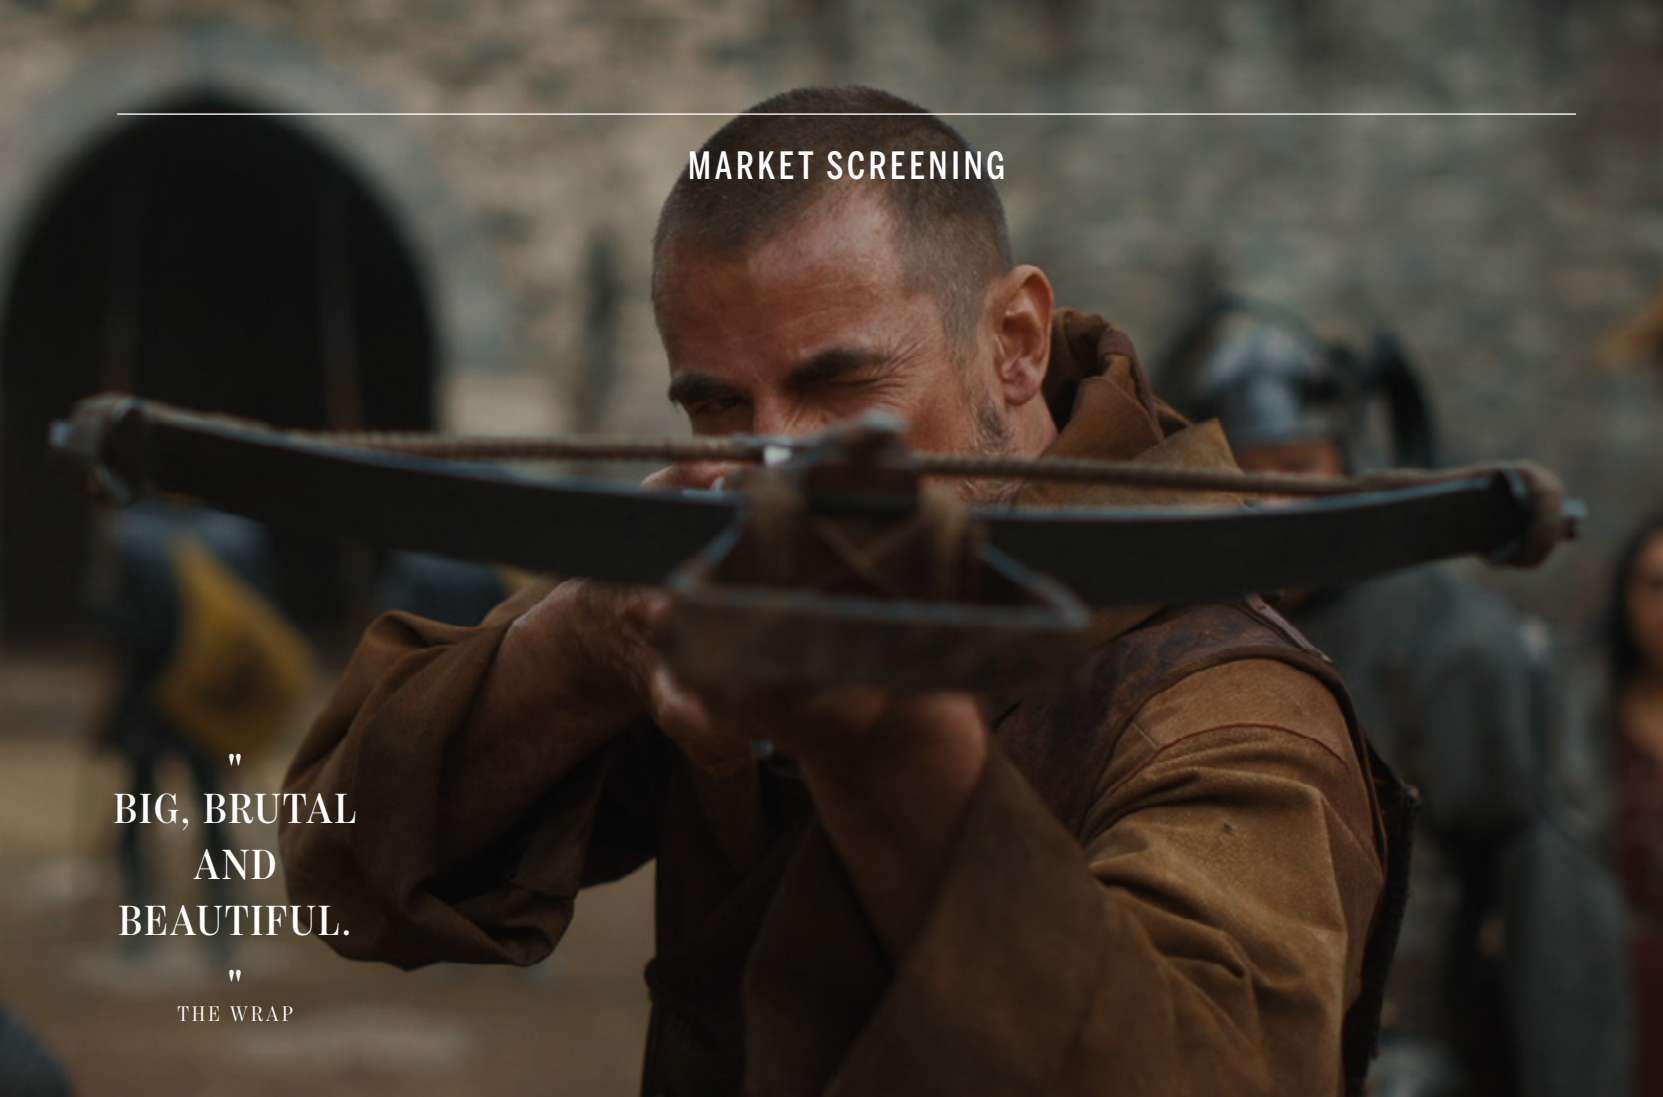 MARKET SCREENING
"
BIG, BRUTAL
AND
BEAUTIFUL.
"
THE WRAP